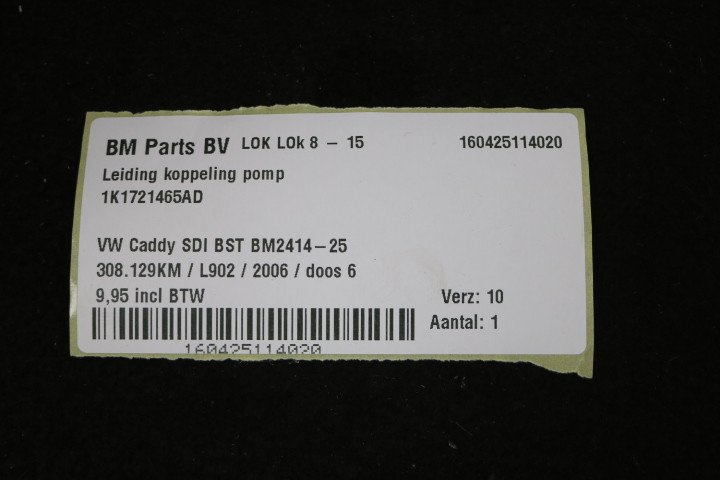 BM Parts BV LOK LOk 8 - 15 160425114020
Leiding koppeling pomp
1K1721465AD
VW Caddy SDI BST BM2414-25
308.129KM / L902 / 2006 / doos 6
9,95 incl BTW Verz: 10
Aantal: 1
160425114020